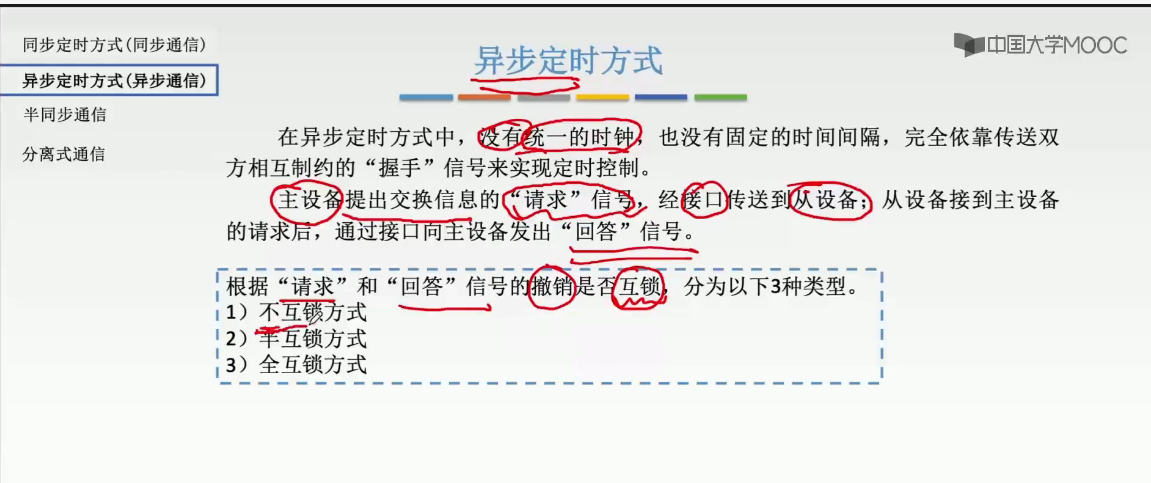 同步定时方式(同步通信)
异步定时方式(异步通信)
半同步通信
分离式通信
异步定时方式
中国大学MOOC
在异步定时方式中，没有统一的时钟，也没有固定的时间间隔，完全依靠传送双
方相互制约的“握手”信号来实现定时控制。
主设备提出交换信息的“请求”信号，经接口传送到从设备；从设备接到主设备
的请求后，通过接口向主设备发出“回答”信号。
根据“请求”和“回答”信号的撤销是否互锁，分为以下3种类型。
1）不互锁方式
2）半互锁方式
3）全互锁方式